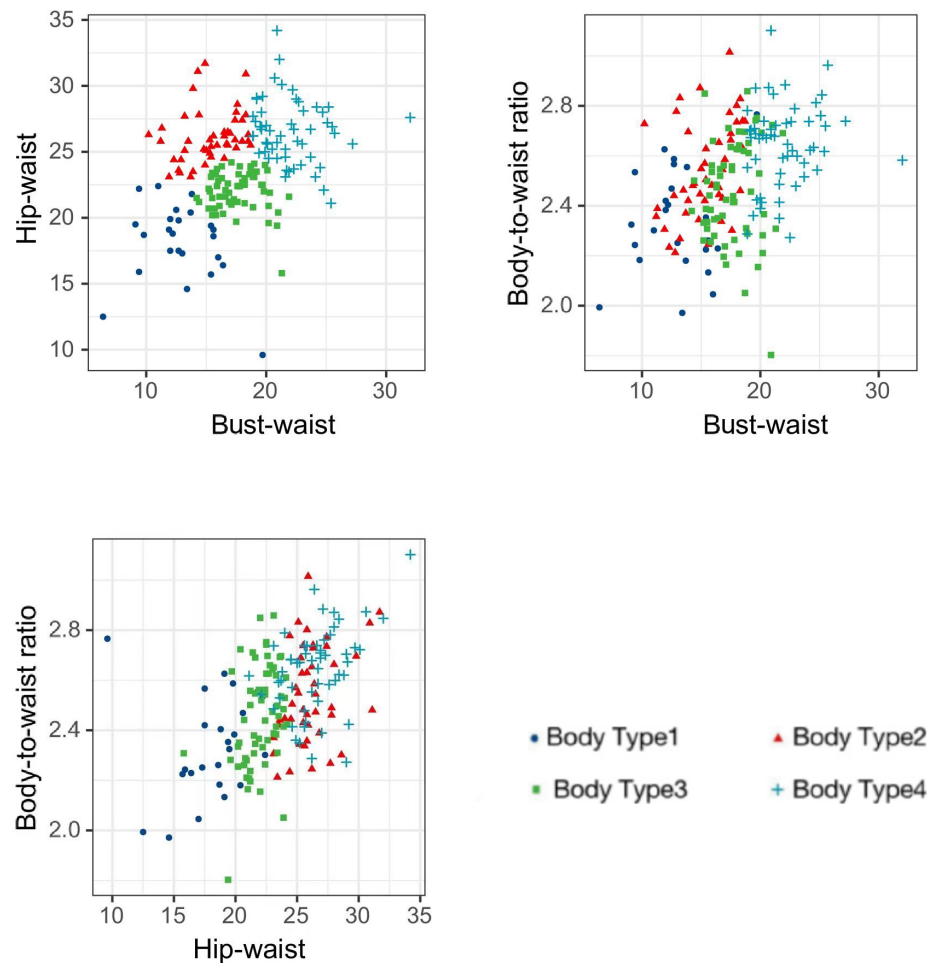 35
30
25
20
15
10
Hip-waist
10 20 30
Bust-waist
2.8
2.4
2.0
Body-to-waist ratio
10 20 30
Bust-waist
2.8
2.4
2.0
Body-to-waist ratio
10 15 20 25 30 35
Hip-waist
Body Type1 Body Type2
Body Type3 Body Type4